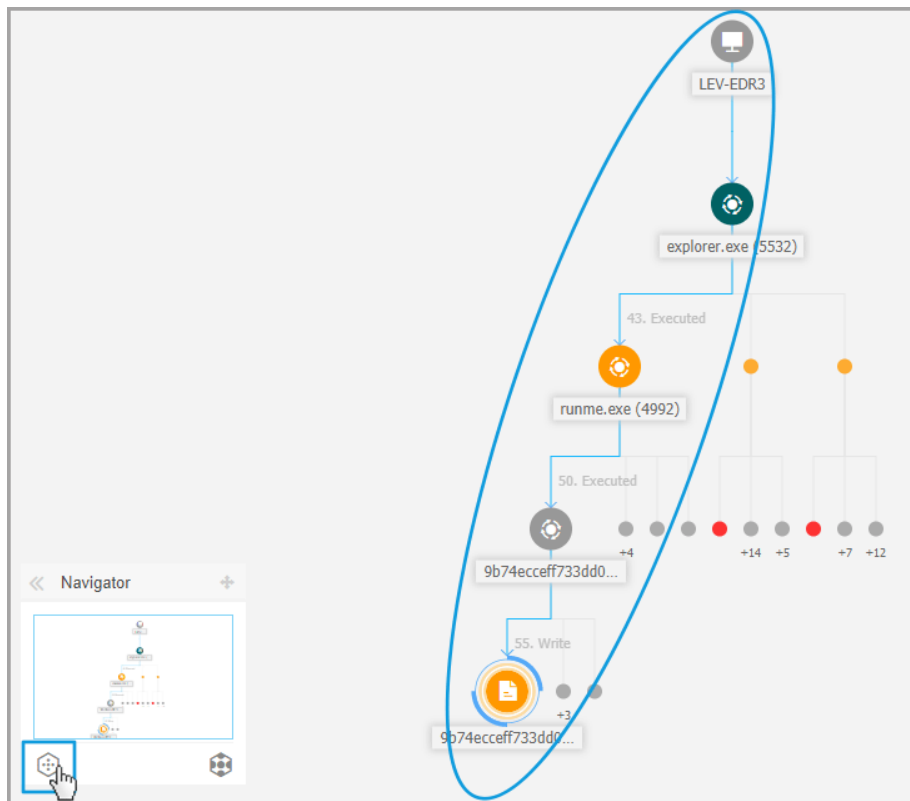 LEV-EDR3
explorer.exe (5532)
43. Executed
runme.exe (4992)
50. Executed
+4
+14
+5
+7
+12
9b74ecceff733dd0...
55. Write
+3
9b74ecceff733dd0...
Navigator